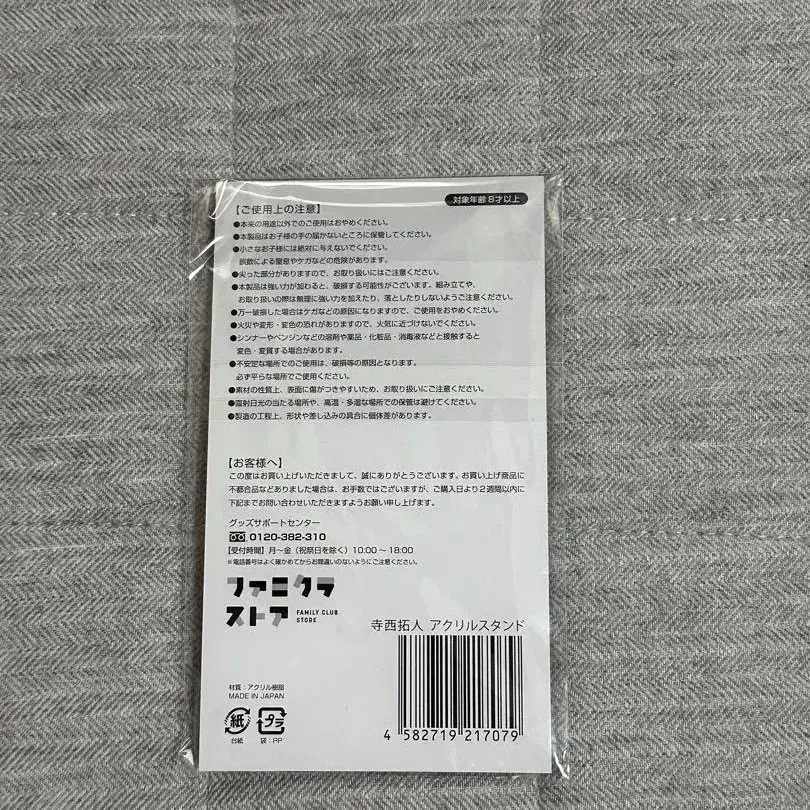 対象年齢8才以上
【ご使用上の注意】
●本来の用途以外でのご使用はおやめください。
●本製品はお子様の手の届かないところに保管してください。
●小さなお子様には絶対に与えないでください。
誤飲による窒息やケガなどの危険があります。
●尖った部分がありますので、お取り扱いにはご注意ください。
●本製品は強い力が加わると、破損する可能性がございます。組み立てや、
お取り扱いの際は無理に強い力を加えたり、落としたりしないようご注意ください。
●万一破損した場合はケガなどの原因になりますので、ご使用をおやめください。
●火災や変形・変色の恐れがありますので、火気に近づけないでください。
●シンナーやベンジンなどの溶剤や薬品・化粧品・消毒液などと接触すると
変色・変質する場合があります。
●不安定な場所でのご使用は、破損等の原因となります。
必ず平らな場所でご使用ください。
●素材の性質上、表面に傷がつきやすいため、お取り扱いにご注意ください。
●直射日光の当たる場所や、高温・多湿な場所での保管は避けてください。
●製造の工程上、形状や差し込みの具合に個体差があります。
【お客様へ】
この度はお買い上げいただきまして、誠にありがとうございます。お買い上げ商品に
不都合品などありました場合は、お手数ではございますが、ご購入日より2週間以内に
下記までお問い合わせいただきますようお願い申し上げます。
グッズサポートセンター
0120-382-310
【受付時間】月〜金（祝祭日を除く）10:00〜18:00
※電話番号はよく確かめてからお間違いのないようにご注意ください。
ファミクラ
ストア FAMILY CLUB
STORE
寺西拓人 アクリルスタンド
材質：アクリル樹脂
MADE IN JAPAN
紙 プラ
台紙 袋：PP
4 582719 217079